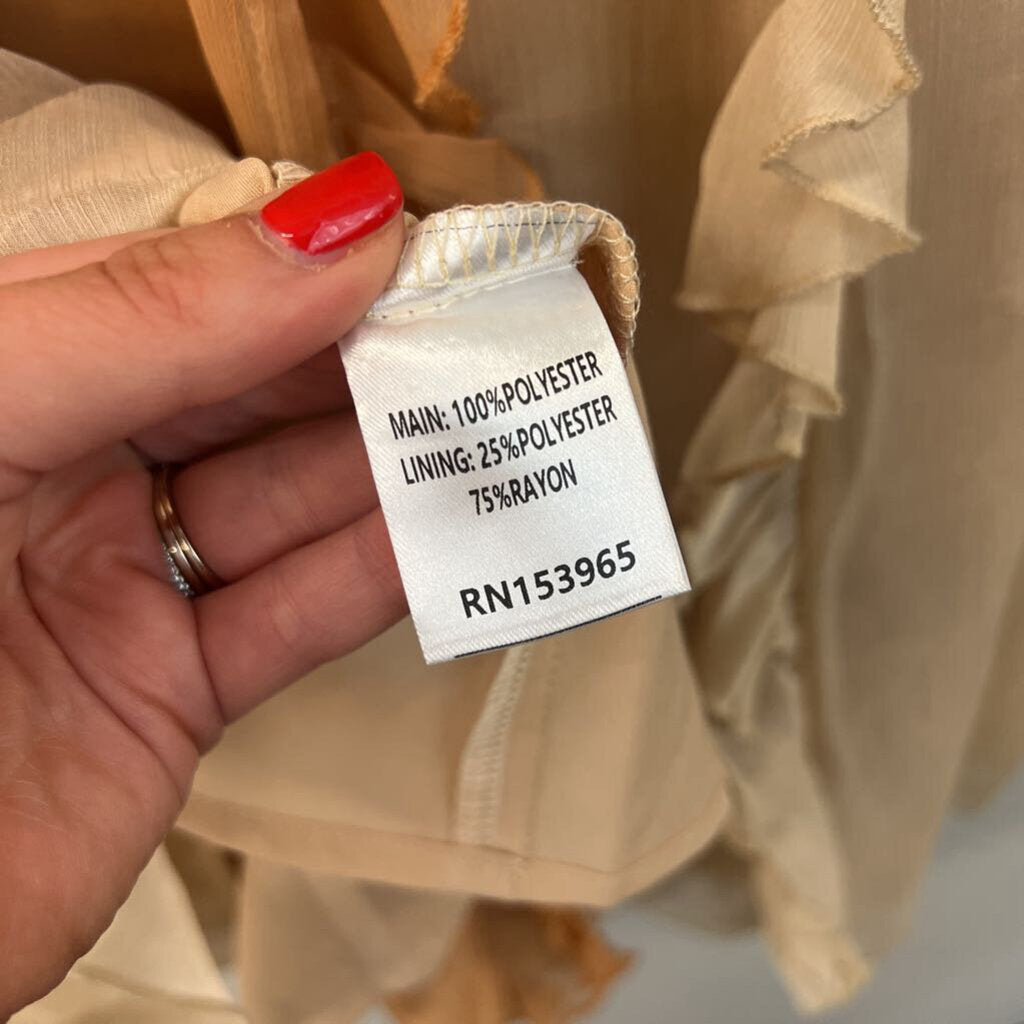 MAIN: 100%POLYESTER
LINING: 25%POLYESTER
75%RAYON
RN153965